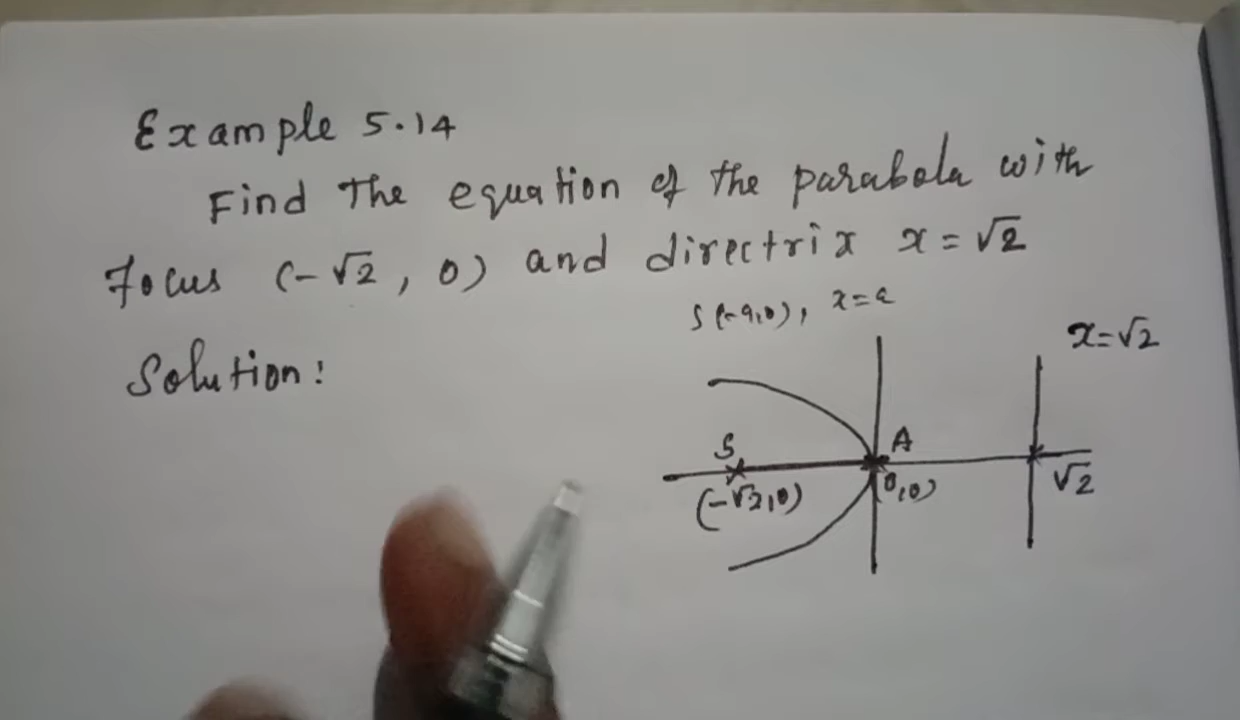 Example 5.14
Find The equation of the parabola with
Focus (-√2, 0) and directrix x = √2
S(-a,0), x=a
Solution:
x=√2
S
A
(-√2,0)
(0,0)
√2